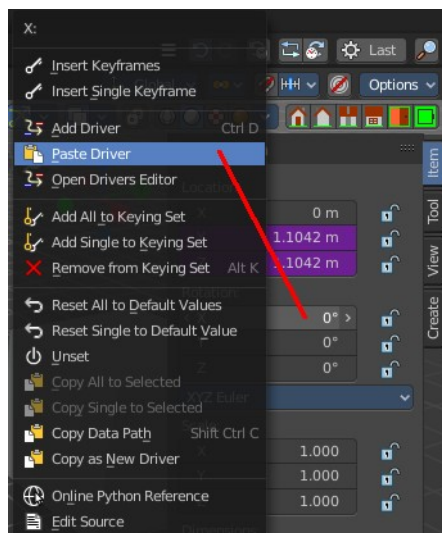 X:
Last
Insert Keyframes
Insert Single Keyframe
Options
Add Driver Ctrl D
Paste Driver
Open Drivers Editor
Item
Location:
X 0 m
Add All to Keying Set
Tool
Add Single to Keying Set 1.1042 m
Remove from Keying Set Alt K 1.1042 m
View
Rotation:
Reset All to Default Values 0°
Create
Reset Single to Default Value 0°
Unset
Z 0°
Copy All to Selected
XYZ Euler
Copy Single to Selected
Copy Data Path Shift Ctrl C
X 1.000
Copy as New Driver
Y 1.000
Online Python Reference
Z 1.000
Edit Source
Dimensions: